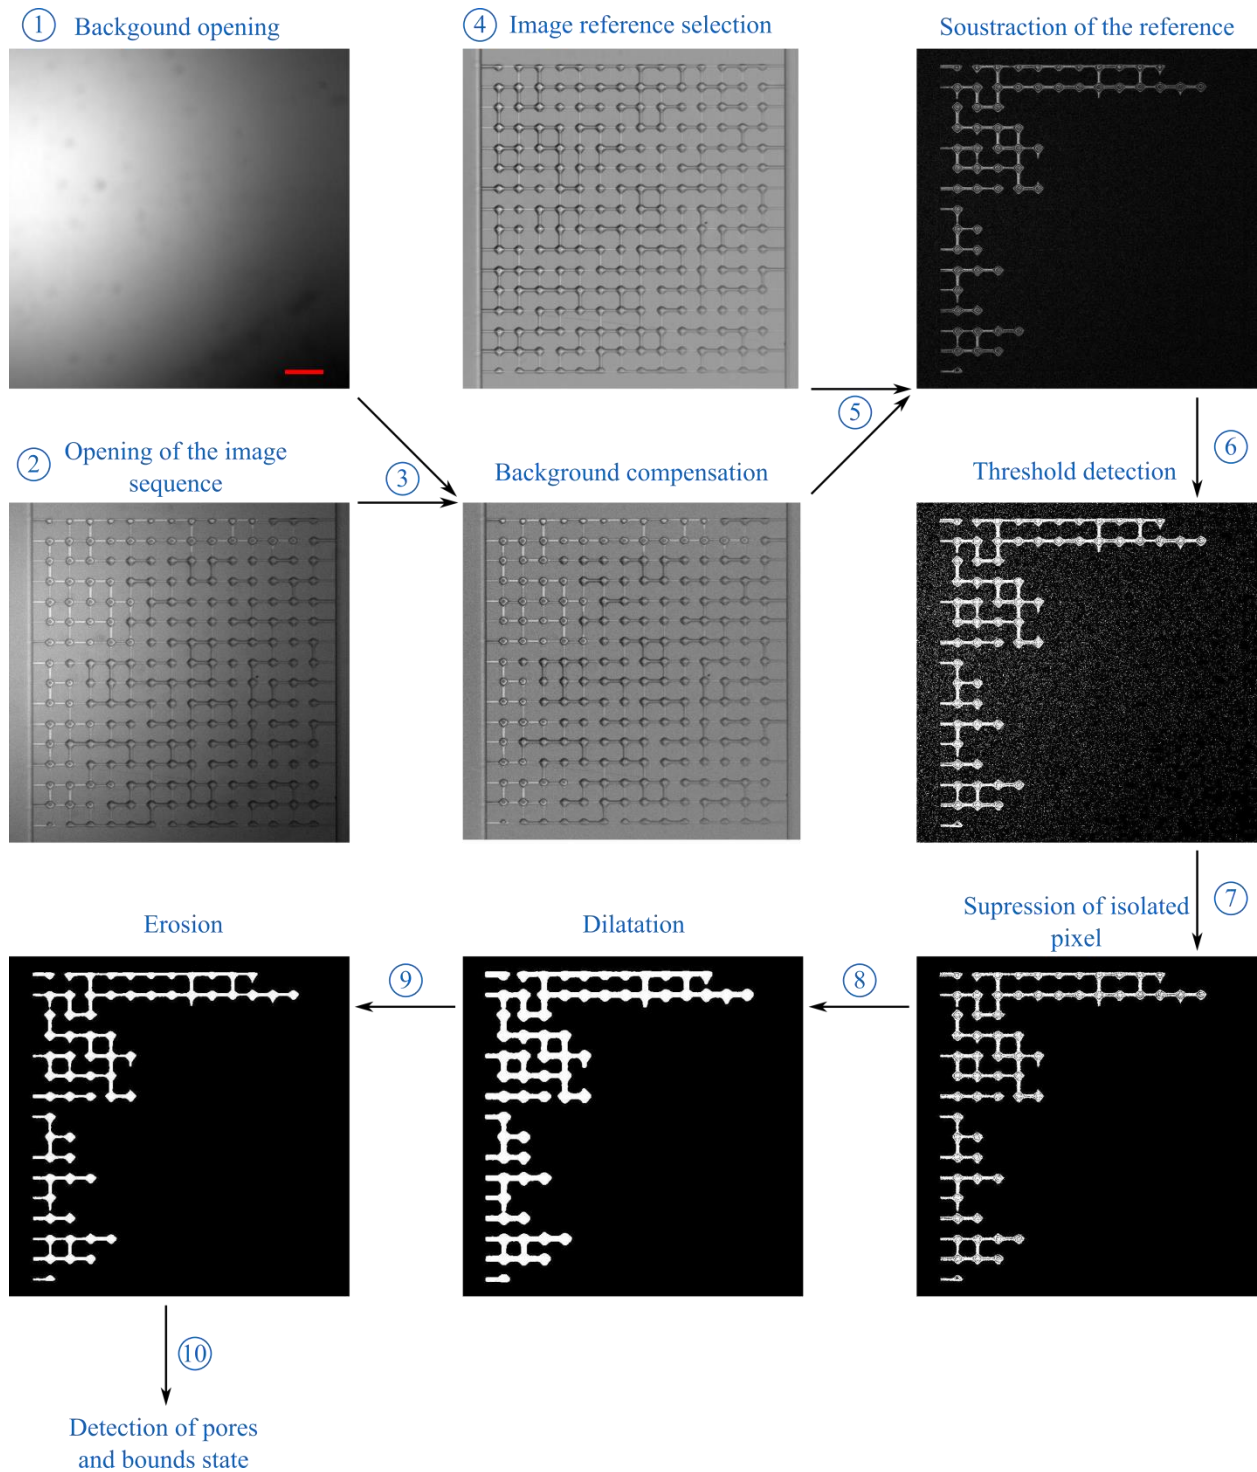 1 Backgound opening
4 Image reference selection
Soustraction of the reference
5
2 Opening of the image
sequence
3
Background compensation
6
Threshold detection
7
Supression of isolated
pixel
Erosion
Dilatation
9
8
10
Detection of pores
and bounds state